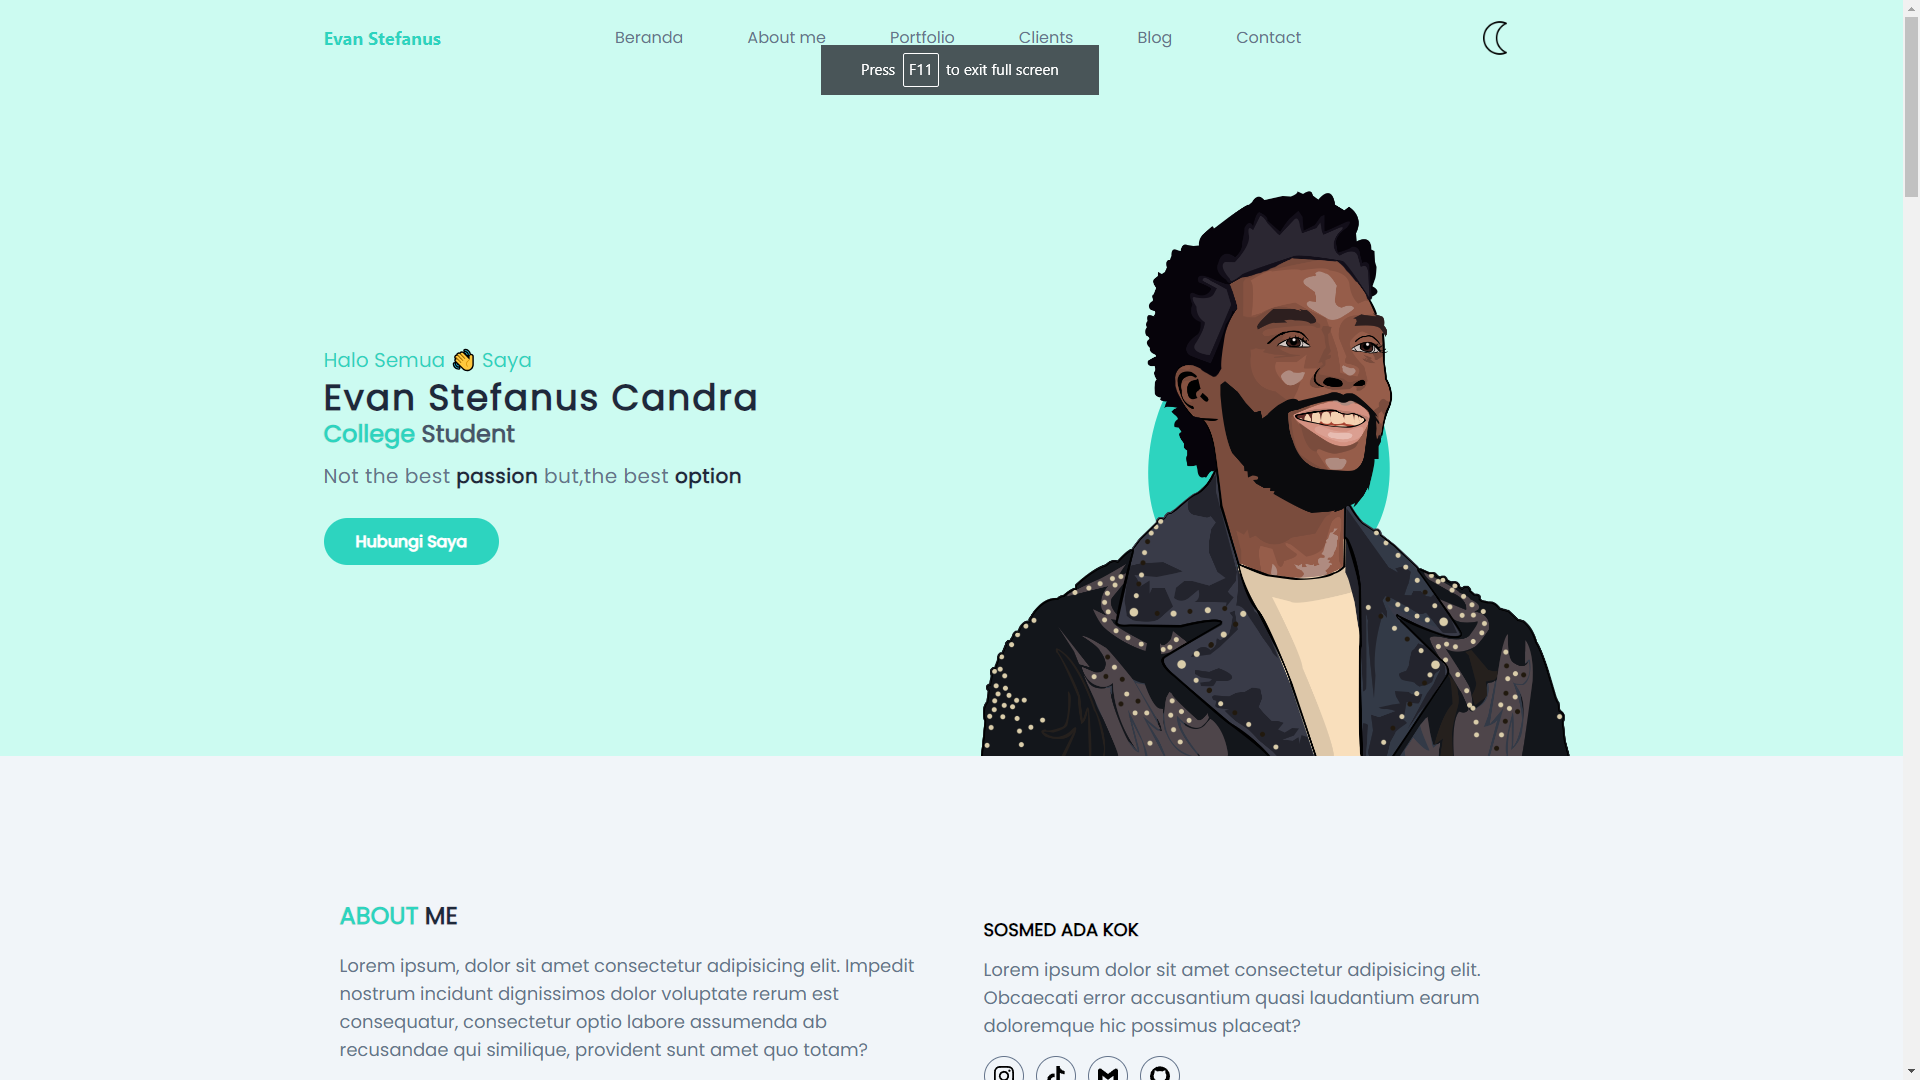 Evan Stefanus
Beranda
About me
Portfolio
Clients
Blog
Contact
Press F11 to exit full screen
Halo Semua 👋 Saya
Evan Stefanus Candra
College Student
Not the best passion but,the best option
Hubungi Saya
ABOUT ME
Lorem ipsum, dolor sit amet consectetur adipisicing elit. Impedit
nostrum incidunt dignissimos dolor voluptate rerum est
consequatur, consectetur optio labore assumenda ab
recusandae qui similique, provident sunt amet quo totam?
SOSMED ADA KOK
Lorem ipsum dolor sit amet consectetur adipisicing elit.
Obcaecati error accusantium quasi laudantium earum
doloremque hic possimus placeat?